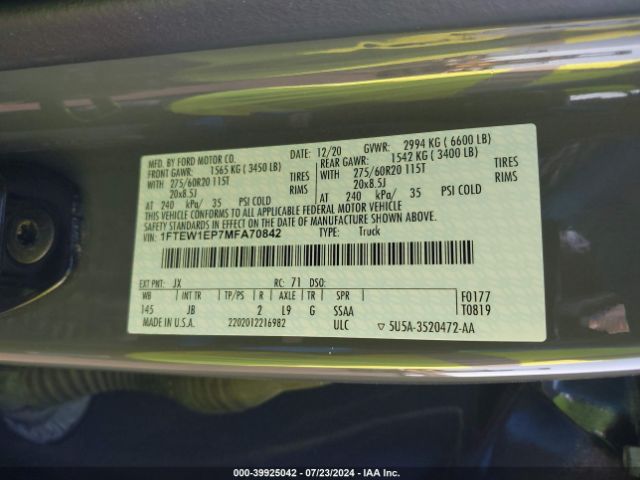 MFD. BY FORD MOTOR CO. DATE: 12/20 GVWR: 2994 KG ( 6600 LB)
FRONT GAWR: 1565 KG ( 3450 LB) REAR GAWR: 1542 KG ( 3400 LB)
WITH 275/60R20 115T TIRES WITH 275/60R20 115T TIRES
20x8.5J 20x8.5J
AT 240 kPa/ 35 PSI COLD AT 240 kPa/ 35 PSI COLD
THIS VEHICLE CONFORMS TO ALL APPLICABLE FEDERAL MOTOR VEHICLE
SAFETY STANDARDS IN EFFECT ON THE DATE OF MANUFACTURE SHOWN ABOVE.
VIN: 1FTEW1EP7MFA70842 TYPE: Truck
EXT PNT: JX RC: 71 DSO: F0177
WB INT TR TP/PS R AXLE TR SPR T0819
145 JB 2 L9 G SSAA
MADE IN U.S.A. 2202012216982 ULC ▽ 5U5A-3520472-AA
000-39925042 - 07/23/2024 - IAA Inc.